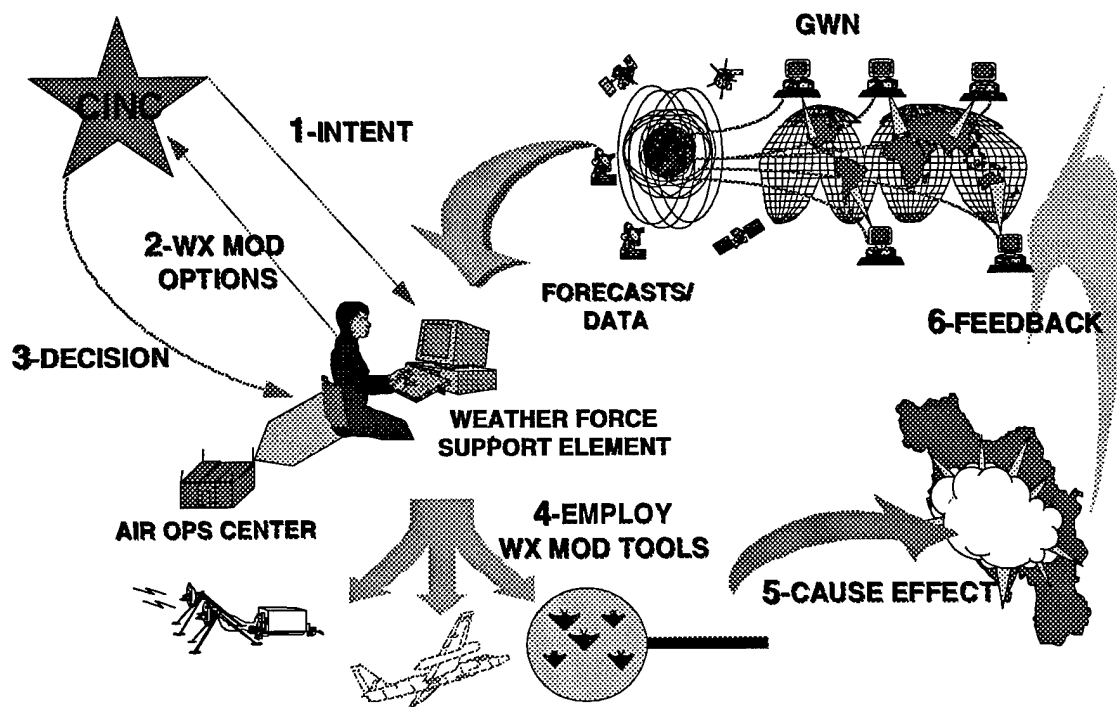 CINC
GWN
1-INTENT
2-WX MOD
OPTIONS
3-DECISION
FORECASTS/
DATA
6-FEEDBACK
WEATHER FORCE
SUPPORT ELEMENT
AIR OPS CENTER
4-EMPLOY
WX MOD TOOLS
5-CAUSE EFFECT